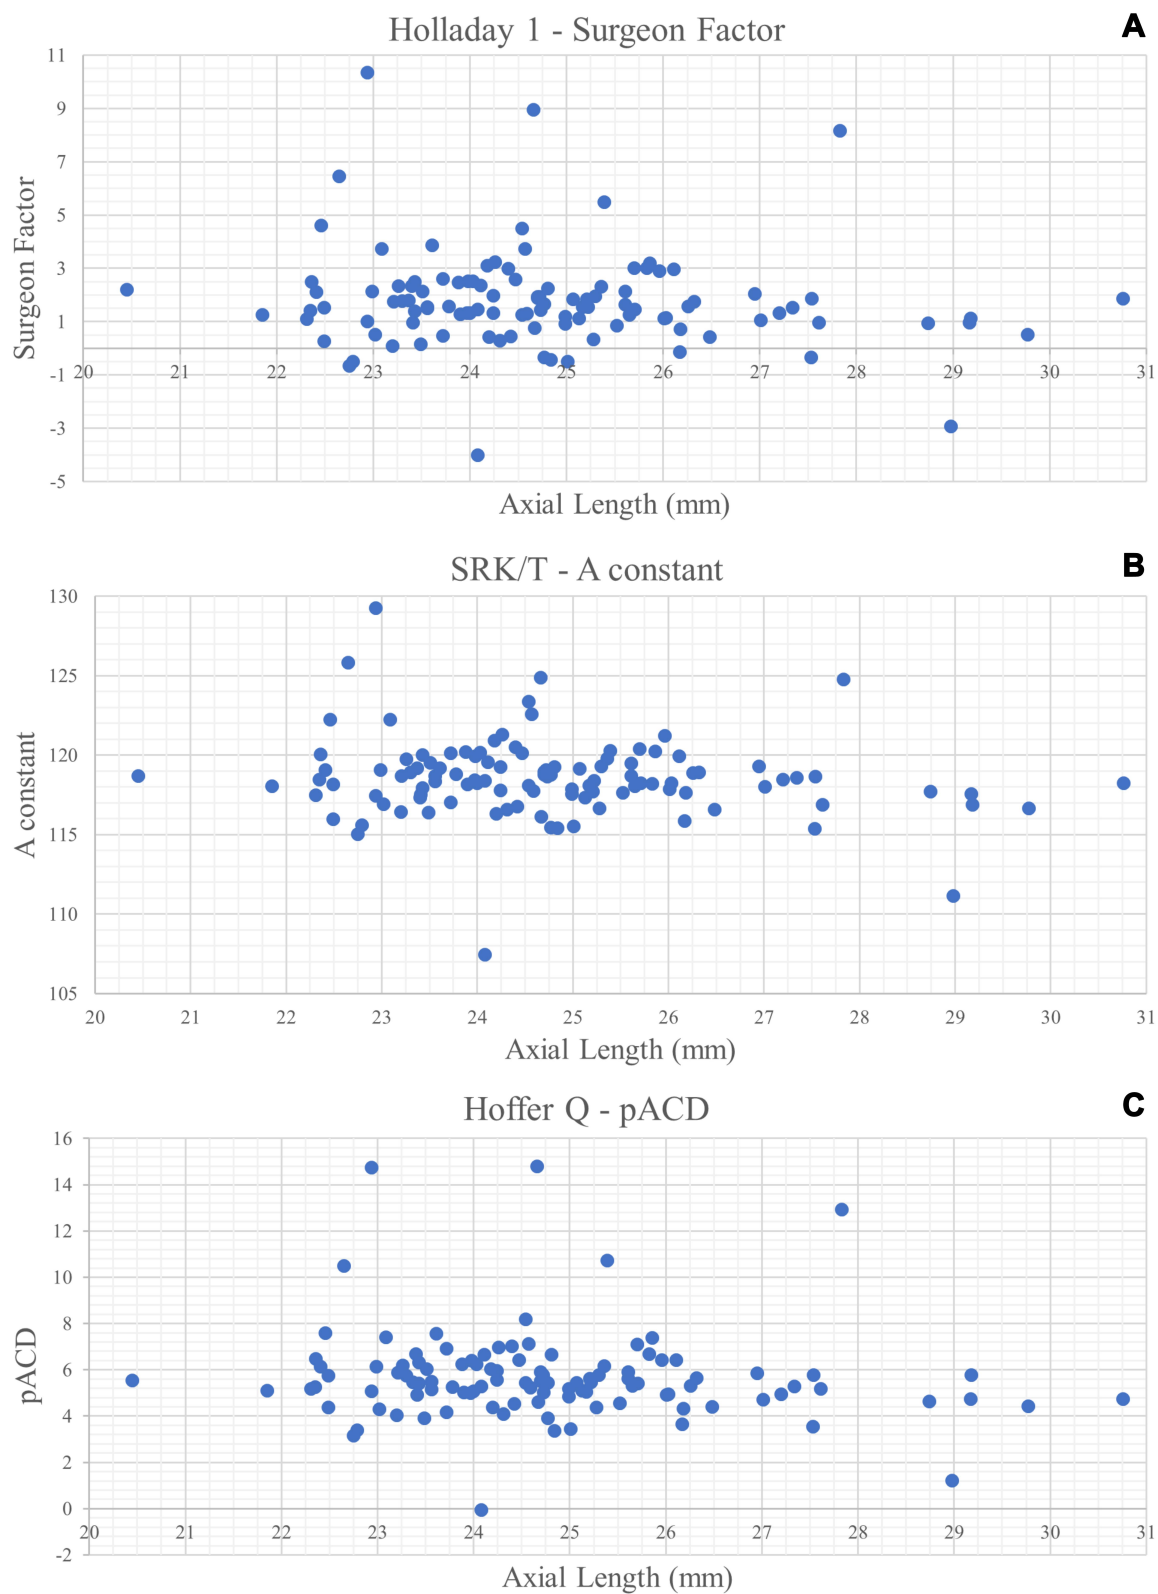 Holladay 1 - Surgeon Factor
A
11
9
7
5
3
1
-1
-3
-5
Surgeon Factor
20 21 22 23 24 25 26 27 28 29 30 31
Axial Length (mm)
SRK/T - A constant
B
130
125
120
115
110
105
A constant
20 21 22 23 24 25 26 27 28 29 30 31
Axial Length (mm)
Hoffer Q - pACD
C
16
14
12
10
8
6
4
2
0
-2
pACD
20 21 22 23 24 25 26 27 28 29 30 31
Axial Length (mm)